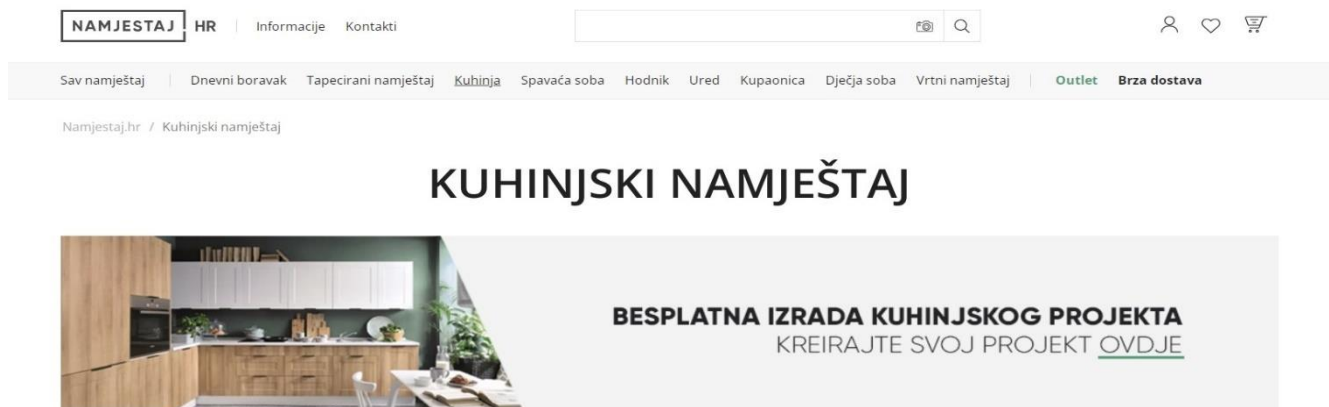 NAMJESTAJ HR Informacije Kontakti
Sav namještaj Dnevni boravak Tapecirani namještaj Kuhinja Spavaća soba Hodnik Ured Kupaonica Dječja soba Vrtni namještaj Outlet Brza dostava
Namjestaj.hr / Kuhinjski namještaj
KUHINJSKI NAMJEŠTAJ
BESPLATNA IZRADA KUHINJSKOG PROJEKTA
KREIRAJTE SVOJ PROJEKT OVDJE